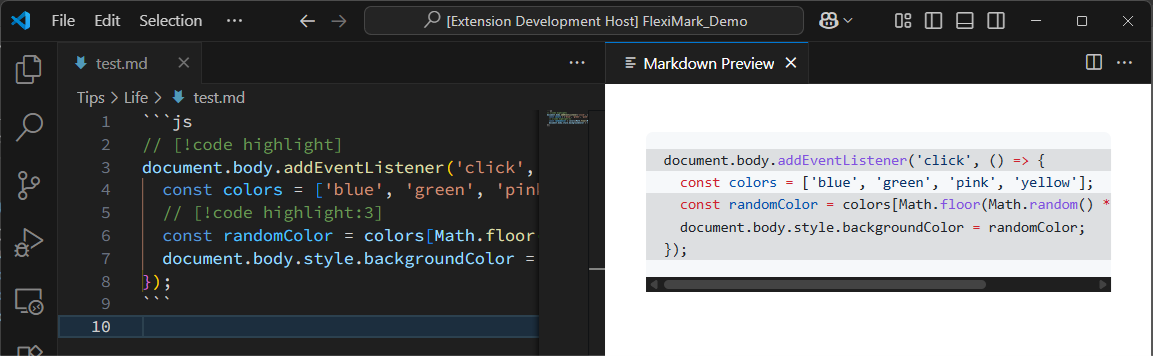 File Edit Selection ··· [Extension Development Host] FlexiMark_Demo
test.md ···
Markdown Preview ···
Tips > Life > test.md
1 ```js
2 // [!code highlight]
3 document.body.addEventListener('click',
4 const colors = ['blue', 'green', 'pink
5 // [!code highlight:3]
6 const randomColor = colors[Math.floor
7 document.body.style.backgroundColor =
8 });
9 ```
10
document.body.addEventListener('click', () => {
const colors = ['blue', 'green', 'pink', 'yellow'];
const randomColor = colors[Math.floor(Math.random() *
document.body.style.backgroundColor = randomColor;
});